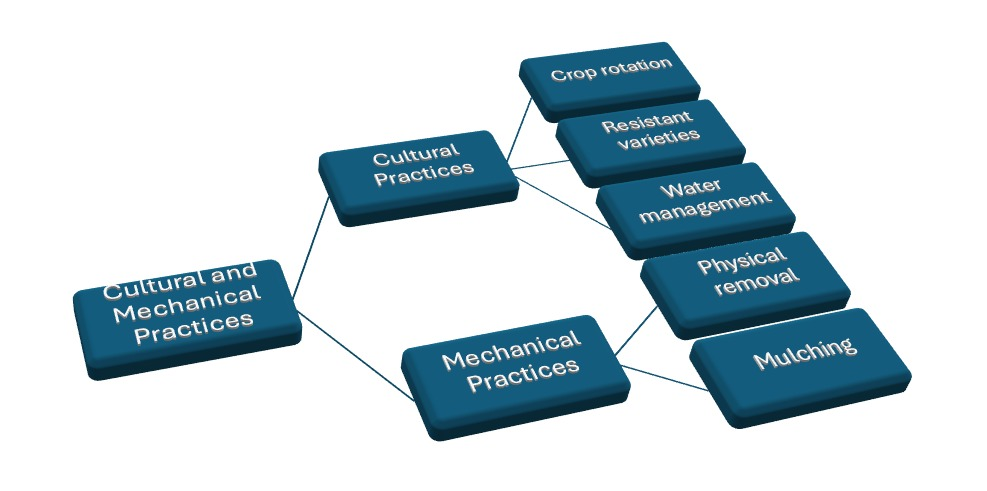 Cultural and
Mechanical
Practices
Cultural
Practices
Crop rotation
Resistant
varieties
Water
management
Mechanical
Practices
Physical
removal
Mulching